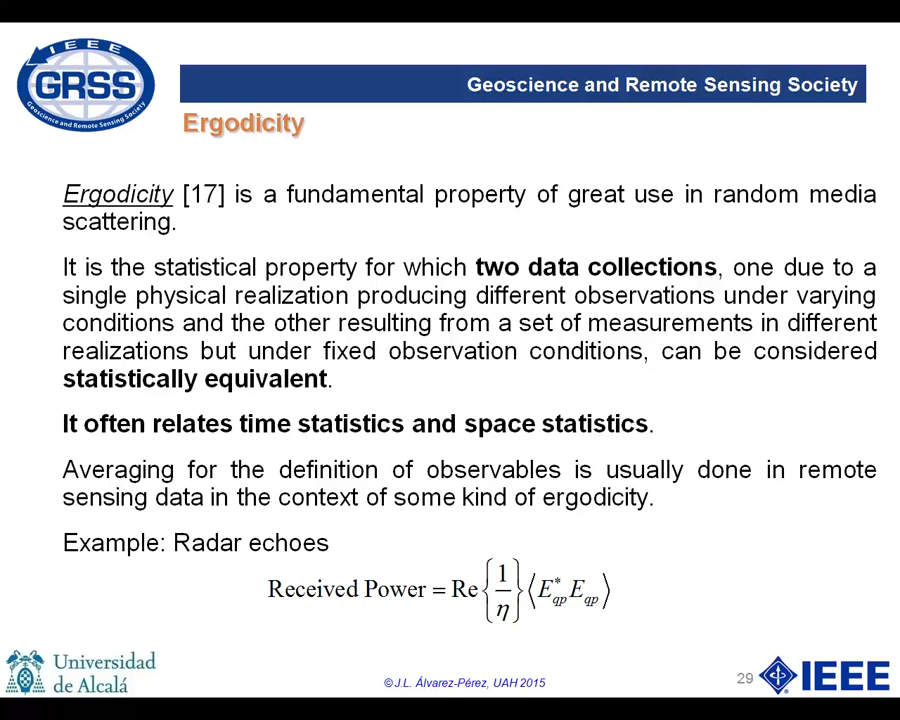 IEEE
GRSS
Geoscience and Remote Sensing Society
Geoscience and Remote Sensing Society
Ergodicity
Ergodicity [17] is a fundamental property of great use in random media
scattering.
It is the statistical property for which two data collections, one due to a
single physical realization producing different observations under varying
conditions and the other resulting from a set of measurements in different
realizations but under fixed observation conditions, can be considered
statistically equivalent.
It often relates time statistics and space statistics.
Averaging for the definition of observables is usually done in remote
sensing data in the context of some kind of ergodicity.
Example: Radar echoes
Received Power = Re{1/η}⟨E*qp Eqp⟩
Universidad
de Alcalá
© J.L. Álvarez-Pérez, UAH 2015
29
IEEE